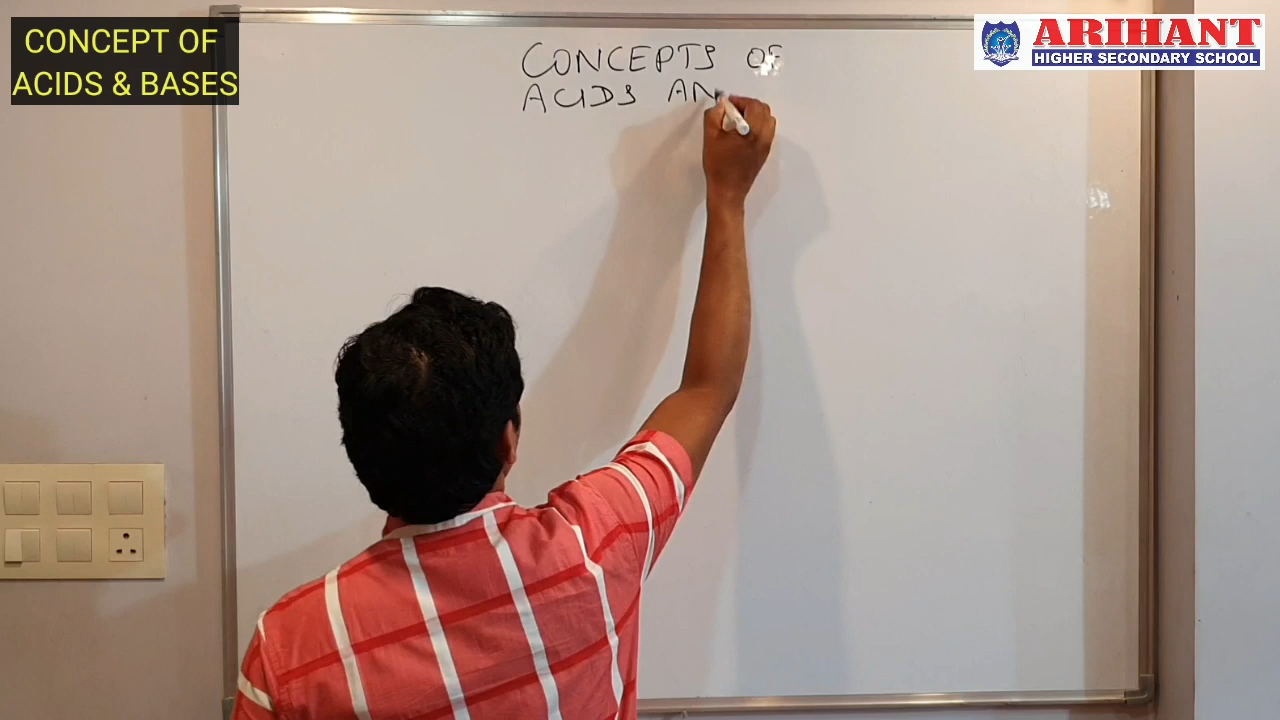 CONCEPT OF
ACIDS & BASES
CONCEPTS OF
ACIDS AN
ARIHANT
HIGHER SECONDARY SCHOOL